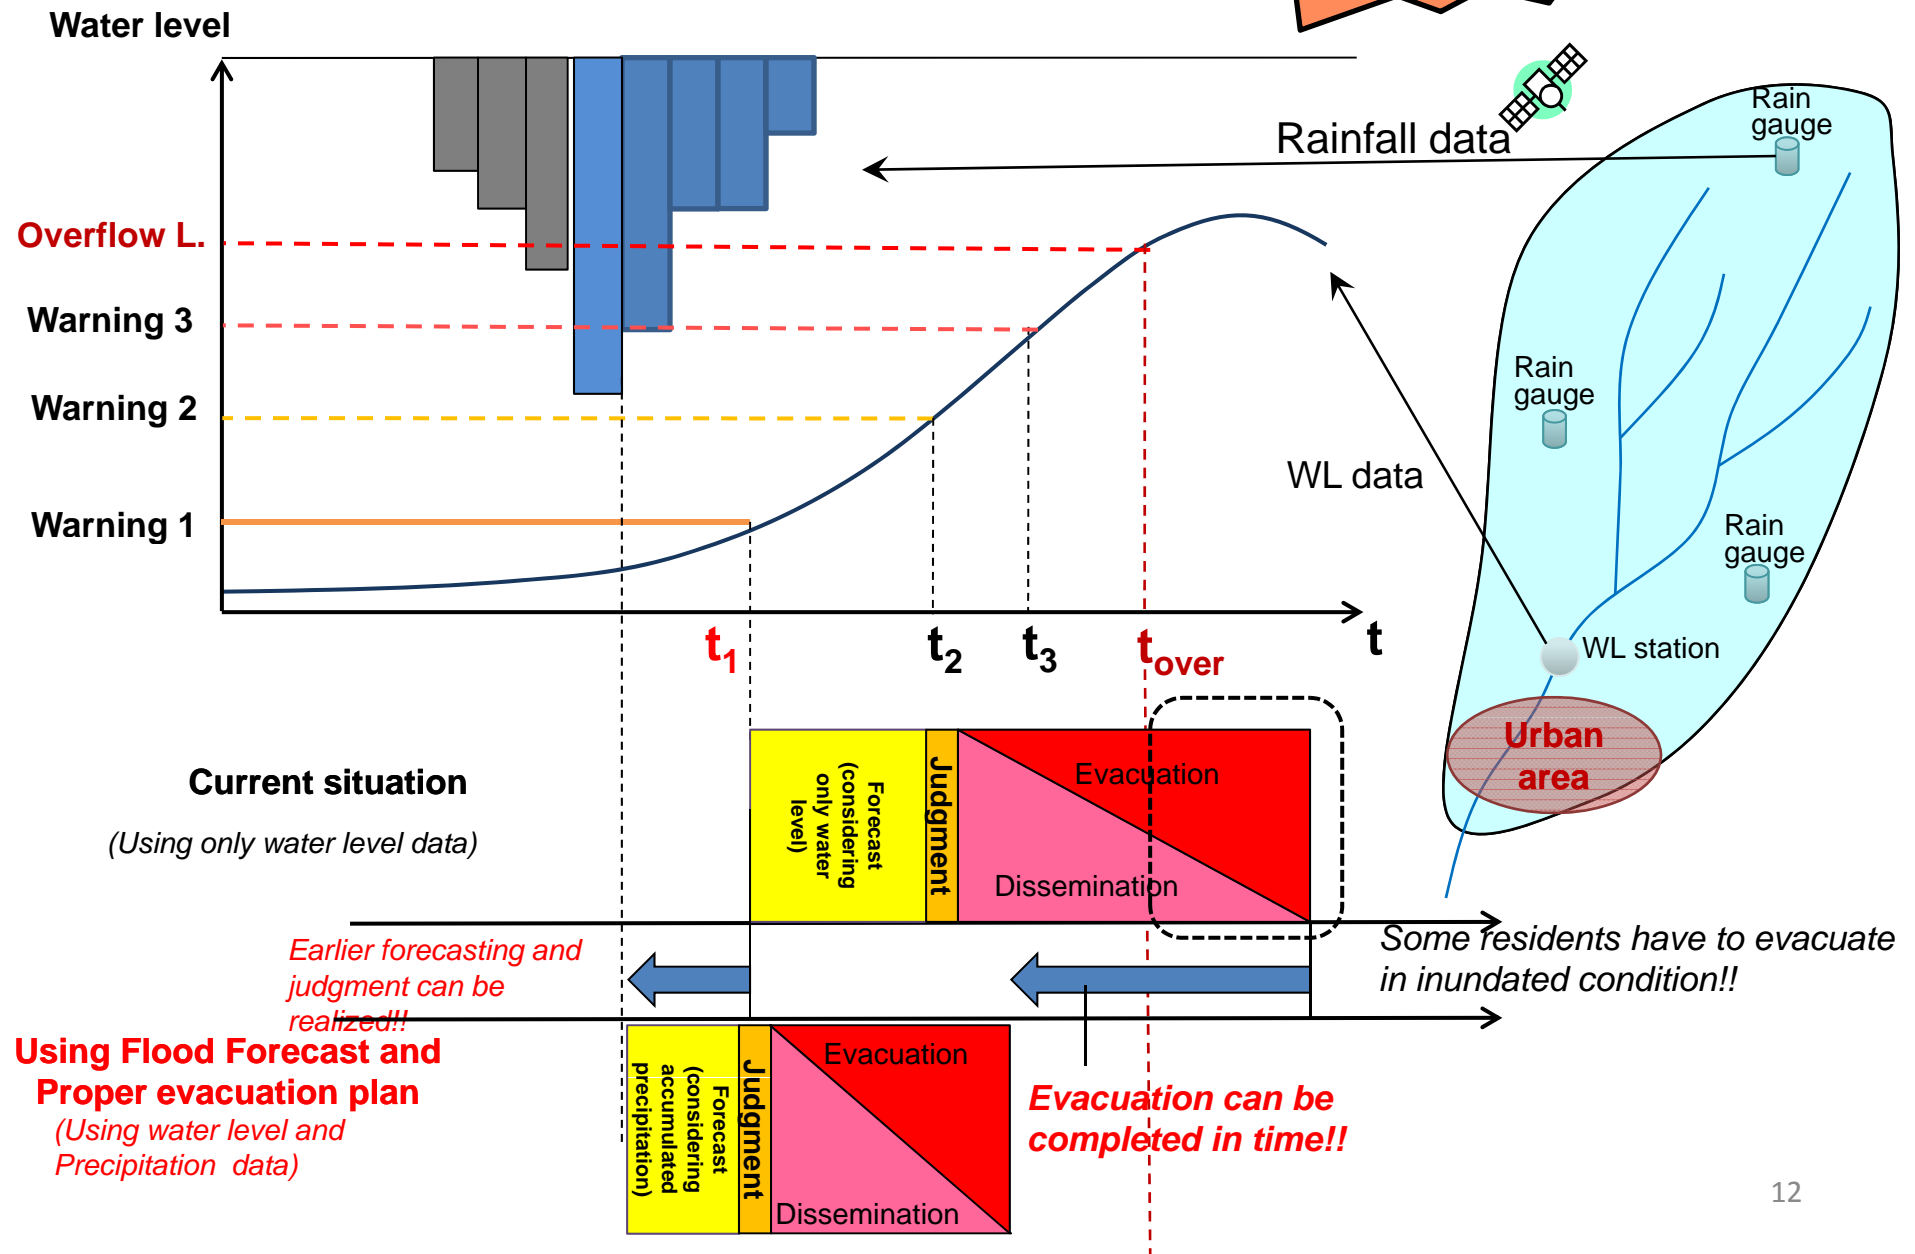 Water level
Rain
gauge
Rainfall data
Overflow L.
Warning 3
Warning 2
Warning 1
Rain
gauge
WL data
Rain
gauge
WL station
t1
t2
t3
tover
t
Urban
area
Current situation
(Using only water level data)
Forecast
(considering
only water
level)
Judgment
Evacuation
Dissemination
Some residents have to evacuate
in inundated condition!!
Earlier forecasting and
judgment can be
realized!!
Using Flood Forecast and
Proper evacuation plan
(Using water level and
Precipitation data)
Forecast
(considering
accumulated
precipitation)
Judgment
Evacuation
Dissemination
Evacuation can be
completed in time!!
12